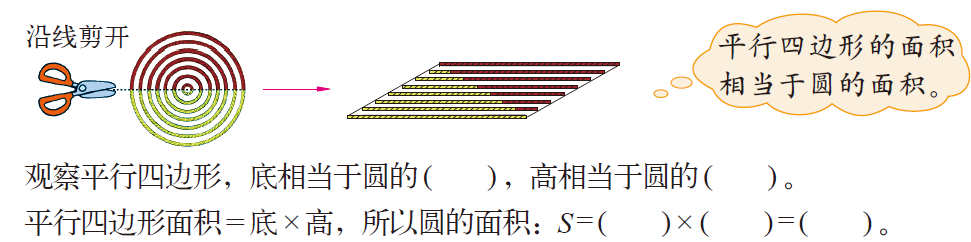 沿线剪开
平行四边形的面积
相当于圆的面积。
观察平行四边形，底相当于圆的(　　)，高相当于圆的(　　)。
平行四边形面积＝底×高，所以圆的面积：S＝(　　)×(　　)＝(　　)。